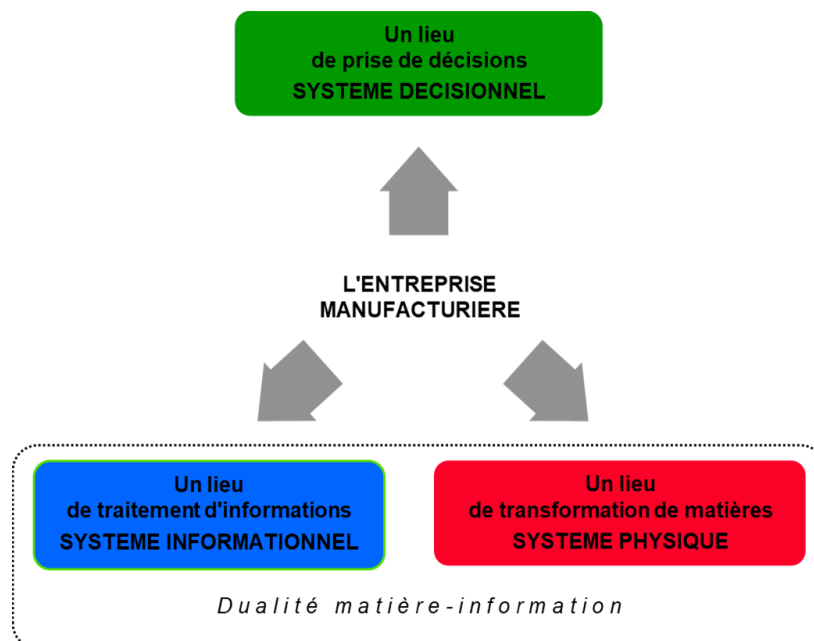 Un lieu
de prise de décisions
SYSTEME DECISIONNEL
L'ENTREPRISE
MANUFACTURIERE
Un lieu
de traitement d'informations
SYSTEME INFORMATIONNEL
Un lieu
de transformation de matières
SYSTEME PHYSIQUE
Dualité matière-information